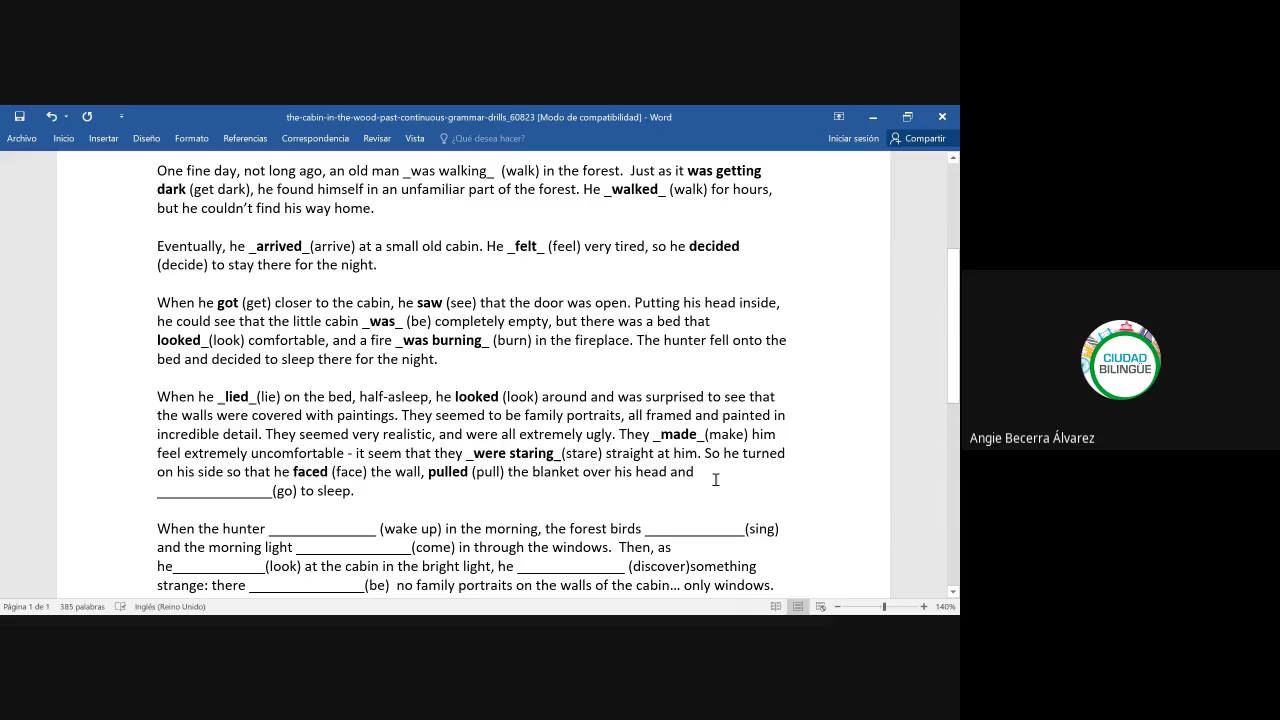 the-cabin-in-the-wood-past-continuous-grammar-drills_60823 [Modo de compatibilidad] - Word
Archivo Inicio Insertar Diseño Formato Referencias Correspondencia Revisar Vista ¿Qué desea hacer? Iniciar sesión Compartir
One fine day, not long ago, an old man _was walking_ (walk) in the forest. Just as it was getting
dark (get dark), he found himself in an unfamiliar part of the forest. He _walked_ (walk) for hours,
but he couldn't find his way home.
Eventually, he _arrived_(arrive) at a small old cabin. He _felt_ (feel) very tired, so he decided
(decide) to stay there for the night.
When he got (get) closer to the cabin, he saw (see) that the door was open. Putting his head inside,
he could see that the little cabin _was_ (be) completely empty, but there was a bed that
looked_(look) comfortable, and a fire _was burning_ (burn) in the fireplace. The hunter fell onto the
bed and decided to sleep there for the night.
When he _lied_(lie) on the bed, half-asleep, he looked (look) around and was surprised to see that
the walls were covered with paintings. They seemed to be family portraits, all framed and painted in
incredible detail. They seemed very realistic, and were all extremely ugly. They _made_(make) him
feel extremely uncomfortable - it seem that they _were staring_(stare) straight at him. So he turned
on his side so that he faced (face) the wall, pulled (pull) the blanket over his head and
________________(go) to sleep.
When the hunter _______________ (wake up) in the morning, the forest birds ______________(sing)
and the morning light ________________(come) in through the windows. Then, as
he_____________(look) at the cabin in the bright light, he _______________ (discover)something
strange: there ________________(be) no family portraits on the walls of the cabin... only windows.
Página 1 de 1 385 palabras Inglés (Reino Unido) 140%
CIUDAD
BILINGÜE
Angie Becerra Álvarez